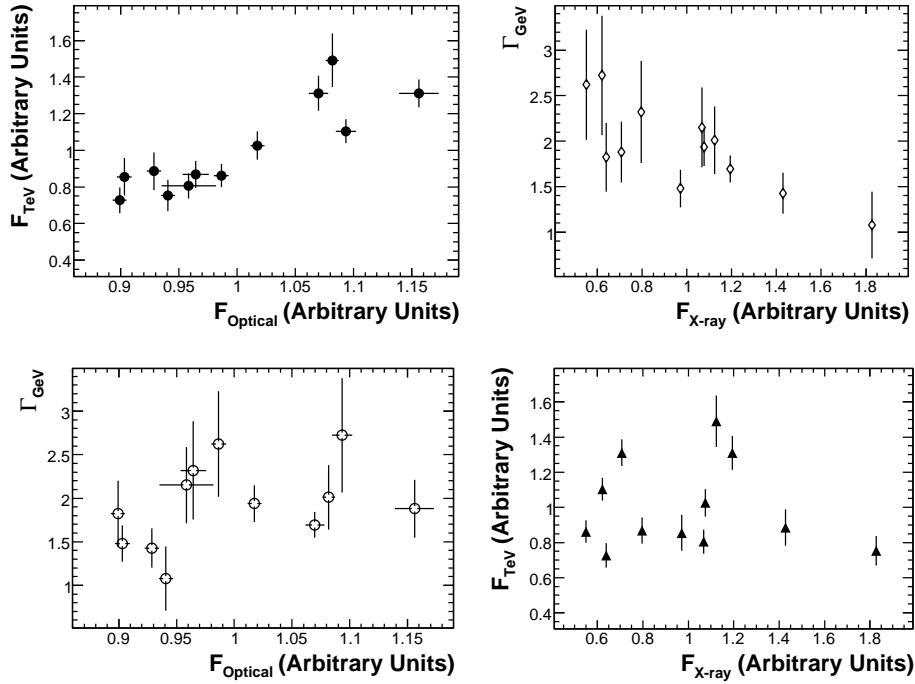 F_TeV (Arbitrary Units)
1.6
1.4
1.2
1
0.8
0.6
0.4
0.9 0.95 1 1.05 1.1 1.15
F_Optical (Arbitrary Units)
Γ_GeV
3
2.5
2
1.5
1
0.6 0.8 1 1.2 1.4 1.6 1.8
F_X-ray (Arbitrary Units)
Γ_GeV
3
2.5
2
1.5
1
0.9 0.95 1 1.05 1.1 1.15
F_Optical (Arbitrary Units)
F_TeV (Arbitrary Units)
1.6
1.4
1.2
1
0.8
0.6
0.4
0.6 0.8 1 1.2 1.4 1.6 1.8
F_X-ray (Arbitrary Units)